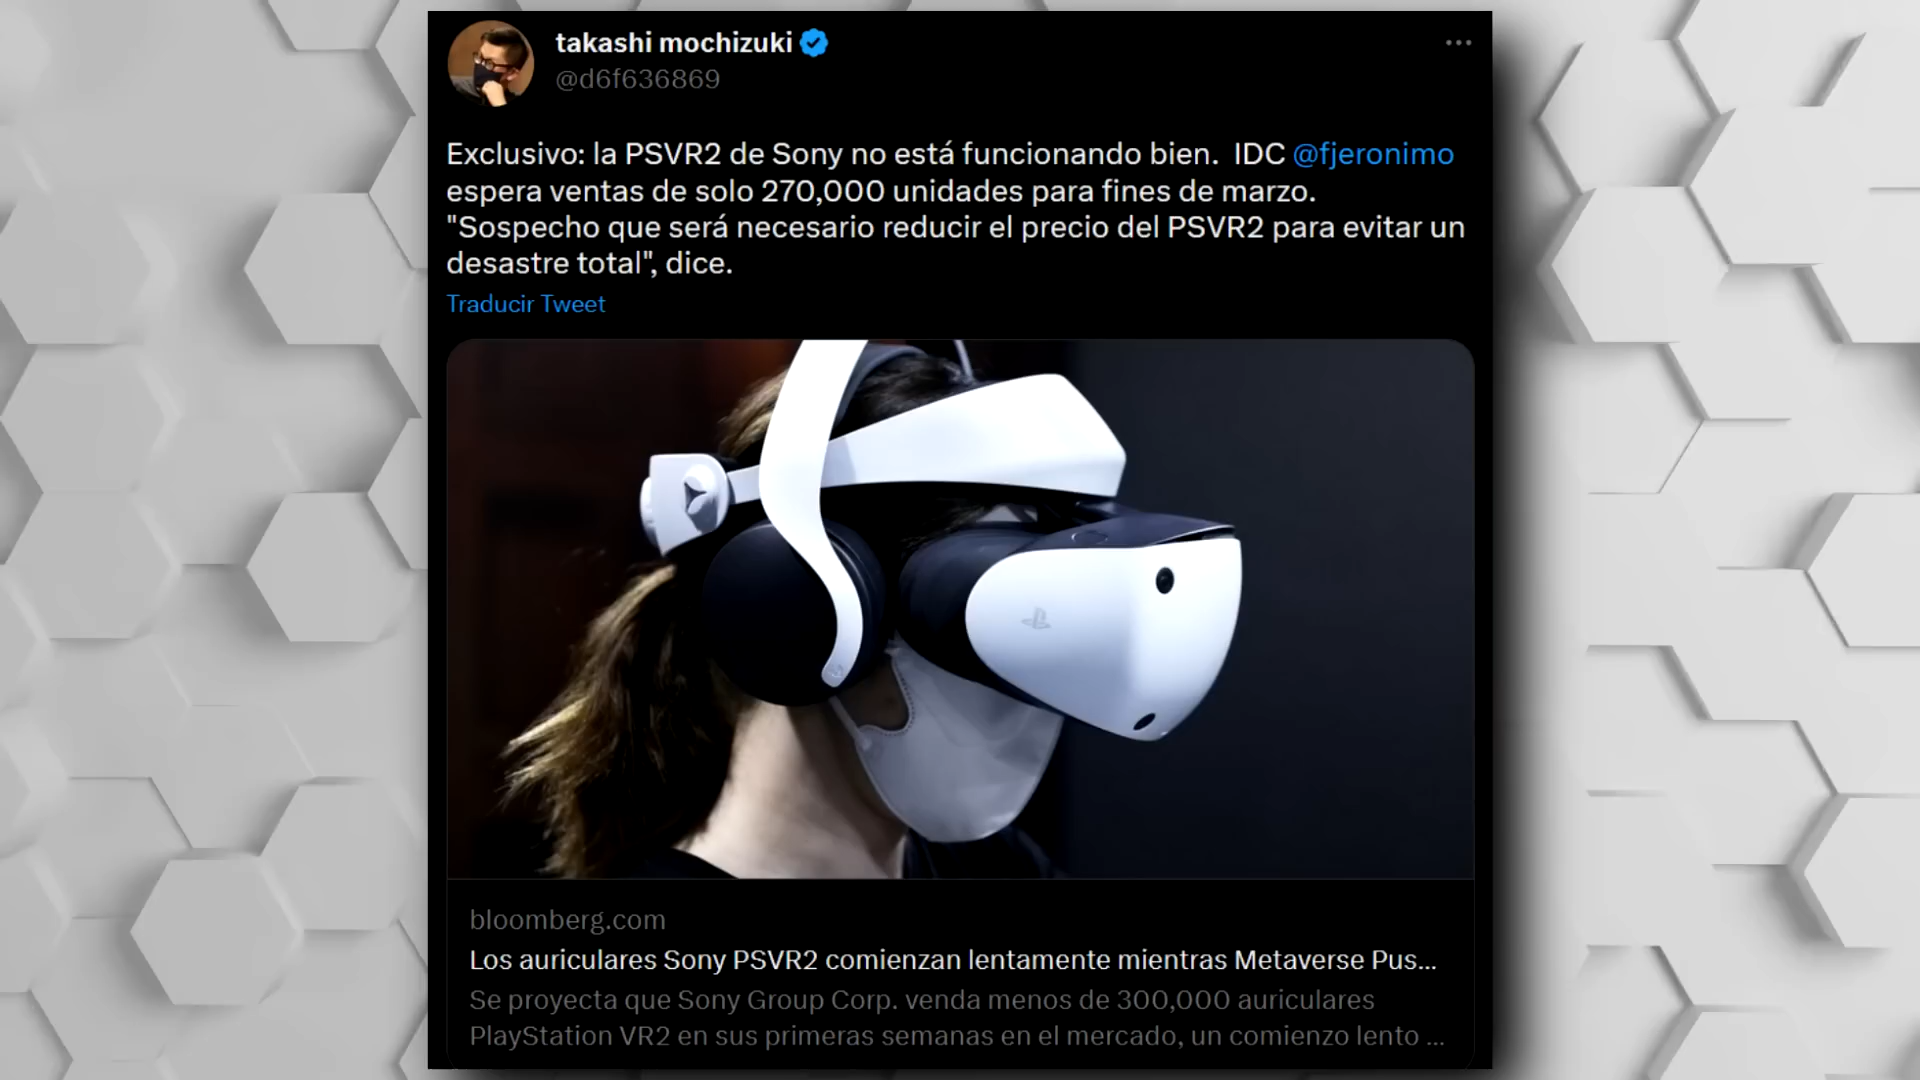 takashi mochizuki
@d6f636869
Exclusivo: la PSVR2 de Sony no está funcionando bien. IDC @fjeronimo
espera ventas de solo 270,000 unidades para fines de marzo.
"Sospecho que será necesario reducir el precio del PSVR2 para evitar un
desastre total", dice.
Traducir Tweet
bloomberg.com
Los auriculares Sony PSVR2 comienzan lentamente mientras Metaverse Pus...
Se proyecta que Sony Group Corp. venda menos de 300,000 auriculares
PlayStation VR2 en sus primeras semanas en el mercado, un comienzo lento ...